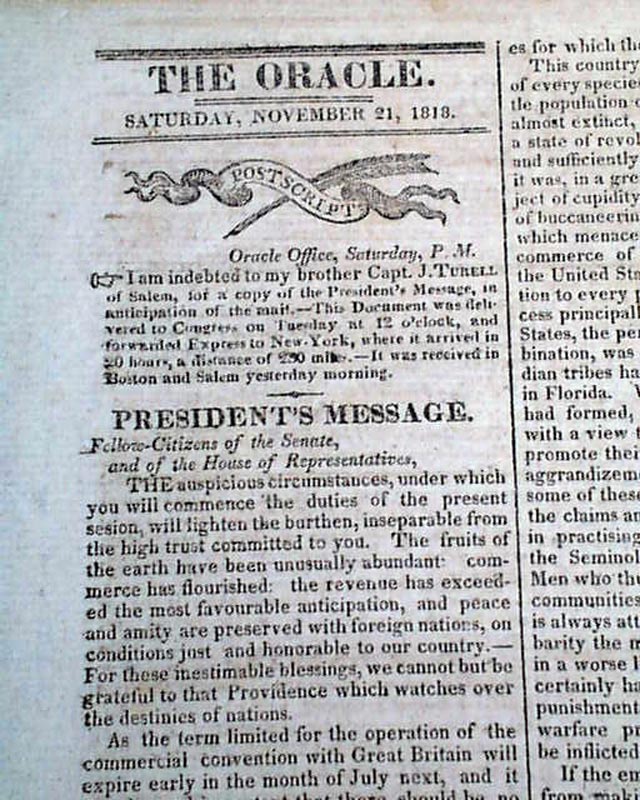 THE ORACLE.
SATURDAY, NOVEMBER 21, 1818.
POSTSCRIPT
Oracle Office, Saturday, P. M.
I am indebted to my brother Capt. J. TURELL
of Salem, for a copy of the President's Message, in
anticipation of the mail.—This Document was deli-
vered to Congress on Tuesday at 12 o'clock, and
forwarded Express to New-York, where it arrived in
20 hours, a distance of 230 miles.—It was received in
Boston and Salem yesterday morning.
PRESIDENT'S MESSAGE.
Fellow-Citizens of the Senate,
and of the House of Representatives,
THE auspicious circumstances, under which
you will commence the duties of the present
sesion, will lighten the burthen, inseparable from
the high trust committed to you. The fruits of
the earth have been unusually abundant: com-
merce has flourished: the revenue has exceed-
ed the most favourable anticipation, and peace
and amity are preserved with foreign nations, on
conditions just and honorable to our country.—
For these inestimable blessings, we cannot but be
grateful to that Providence which watches over
the destinies of nations.
As the term limited for the operation of the
commercial convention with Great Britain will
expire early in the month of July next, and it
there should be no
es for which the
This country
of every specie
tle population
almost extinct,
a state of revol
and sufficiently
it was, in a gre
ject of cupidity
of buccaneerin
which menace
commerce of
the United Sta
tion to every
cess principall
States, the per
bination, was
dian tribes ha
in Florida.
had formed,
with a view t
promote their
aggrandizem
some of these
the claims an
in practising
the Seminol
Men who thu
communities
is always att
barity the m
in a worse l
certainly ha
punishment
warfare pr
be inflicted
If the em
from maki